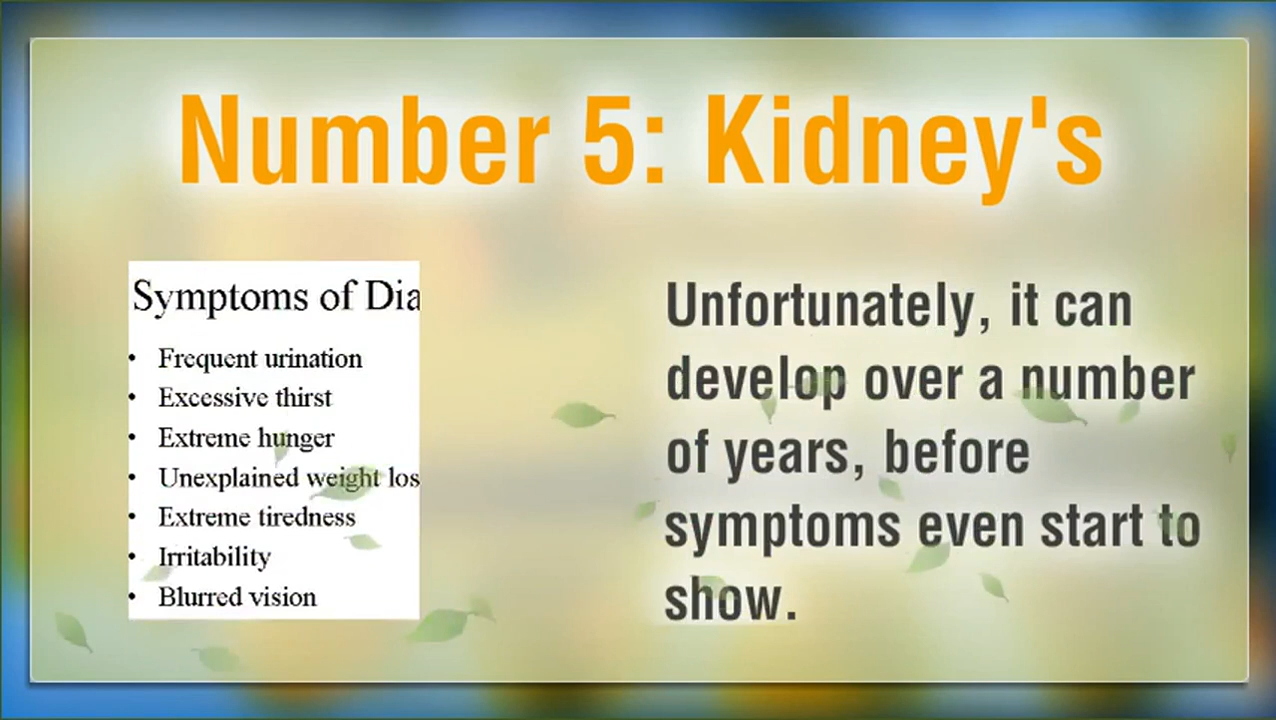 Number 5: Kidney's
Symptoms of Dia
• Frequent urination
• Excessive thirst
• Extreme hunger
• Unexplained weight los
• Extreme tiredness
• Irritability
• Blurred vision
Unfortunately, it can
develop over a number
of years, before
symptoms even start to
show.